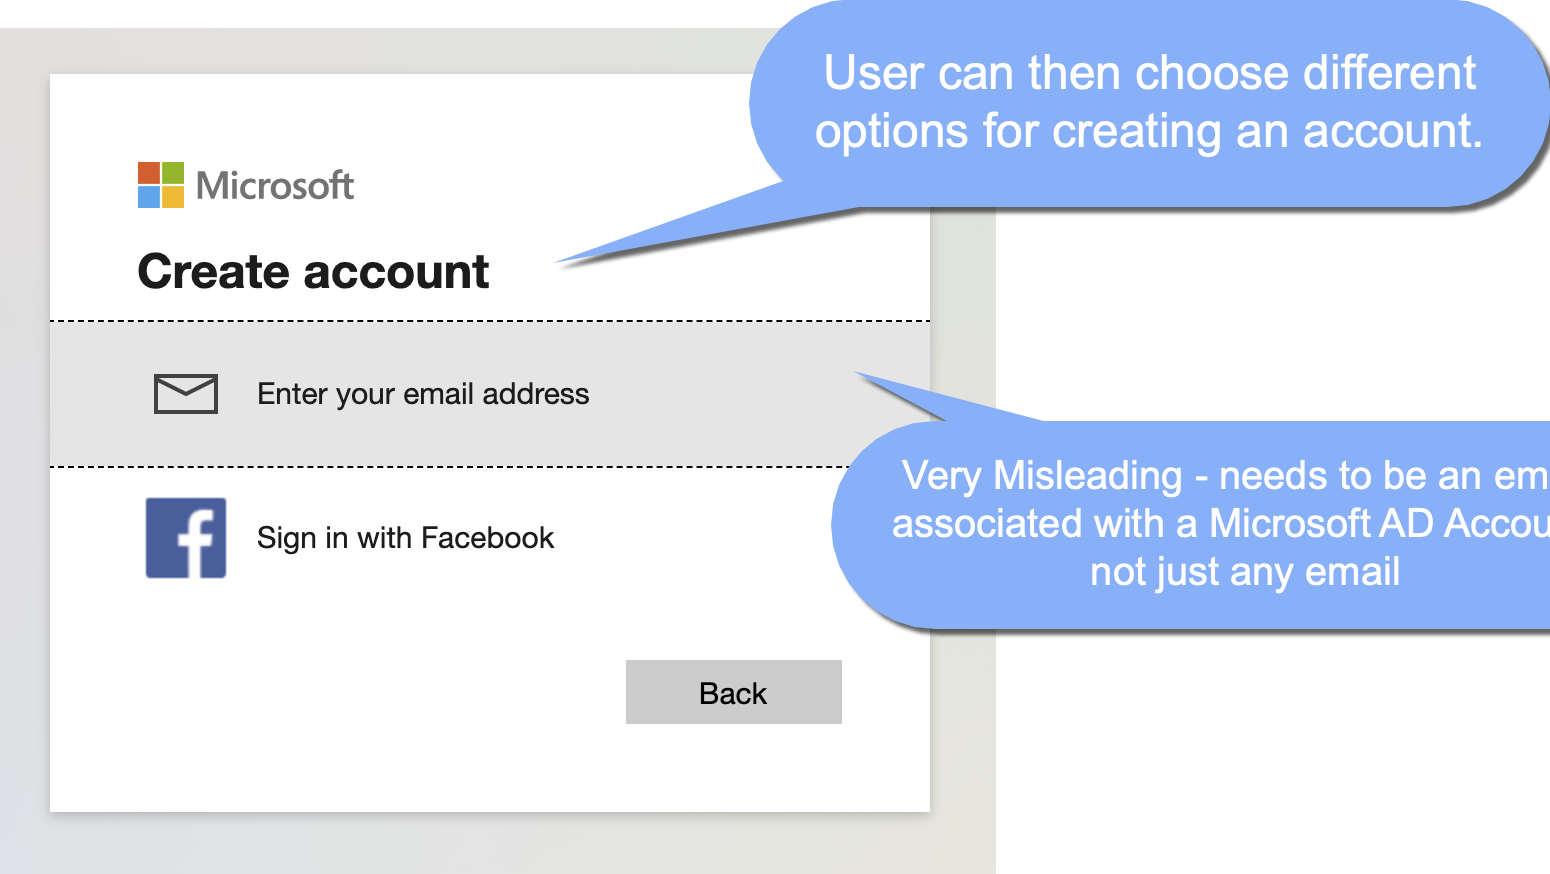 User can then choose different
options for creating an account.
Microsoft
Create account
Enter your email address
Very Misleading - needs to be an em
associated with a Microsoft AD Accou
not just any email
Sign in with Facebook
Back